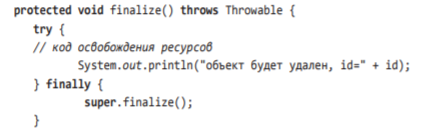 protected void finalize() throws Throwable {
try {
// код освобождения ресурсов
System.out.println("объект будет удален, id=" + id);
} finally {
super.finalize();
}